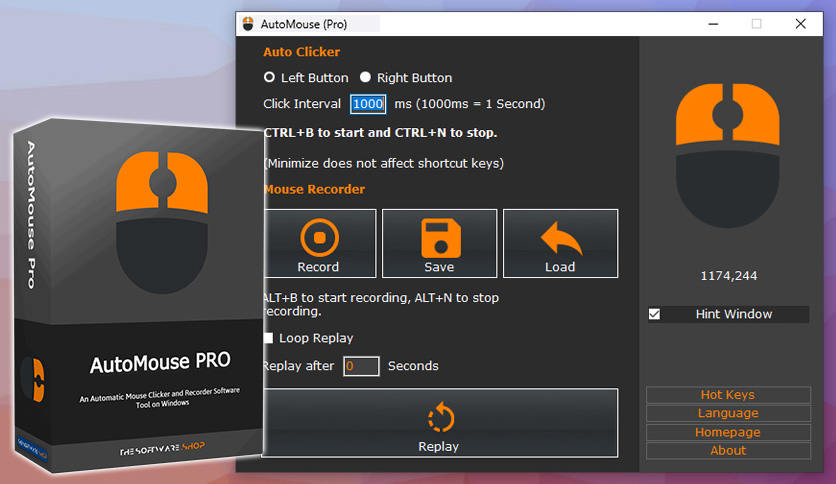 AutoMouse (Pro)
Auto Clicker
Left Button Right Button
Click Interval 1000 ms (1000ms = 1 Second)
CTRL+B to start and CTRL+N to stop.
(Minimize does not affect shortcut keys)
Mouse Recorder
Record Save Load
ALT+B to start recording, ALT+N to stop
recording.
Loop Replay
Replay after 0 Seconds
Replay
1174,244
Hint Window
Hot Keys
Language
Homepage
About
AutoMouse Pro
AutoMouse PRO
An Automatic Mouse Clicker and Recorder Software
Tool on Windows
THE SOFTWARE SHOP